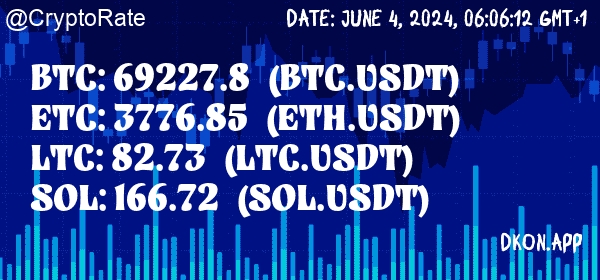 @CryptoRate
DATE: JUNE 4, 2024, 06:06:12 GMT+1
BTC: 69227.8 (BTC.USDT)
ETC: 3776.85 (ETH.USDT)
LTC: 82.73 (LTC.USDT)
SOL: 166.72 (SOL.USDT)
DKON.APP